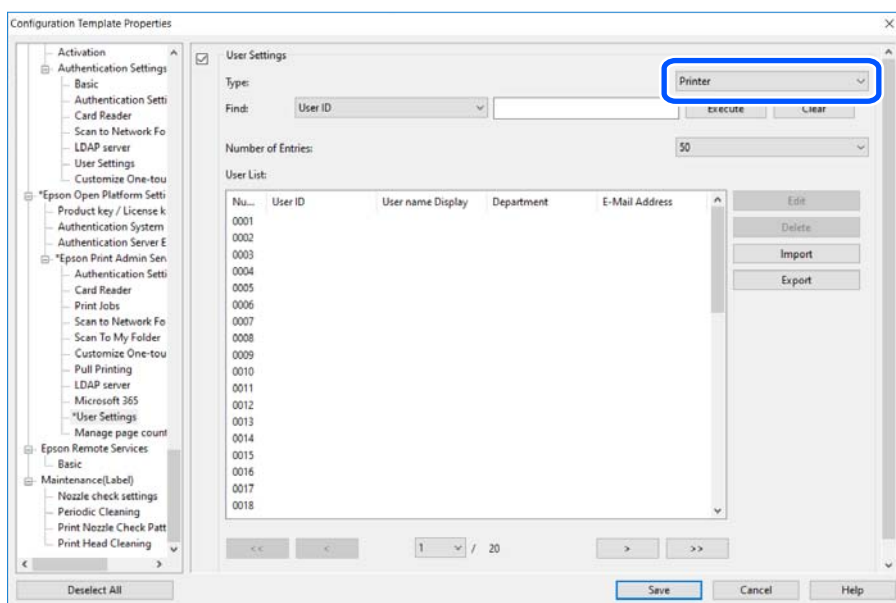 Configuration Template Properties
Activation
Authentication Settings
Basic
Authentication Setti
Card Reader
Scan to Network Fo
LDAP server
User Settings
Customize One-tou
*Epson Open Platform Setti
Product key / License k
Authentication System
Authentication Server E
*Epson Print Admin Ser
Authentication Setti
Card Reader
Print Jobs
Scan to Network Fo
Scan To My Folder
Customize One-tou
Pull Printing
LDAP server
Microsoft 365
*User Settings
Manage page count
Epson Remote Services
Basic
Maintenance(Label)
Nozzle check settings
Periodic Cleaning
Print Nozzle Check Patt
Print Head Cleaning
Deselect All
User Settings
Type: Printer
Find: User ID Execute Clear
Number of Entries: 50
User List:
Nu... User ID User name Display Department E-Mail Address
0001
0002
0003
0004
0005
0006
0007
0008
0009
0010
0011
0012
0013
0014
0015
0016
0017
0018
Edit
Delete
Import
Export
<< < 1 / 20 > >>
Save Cancel Help